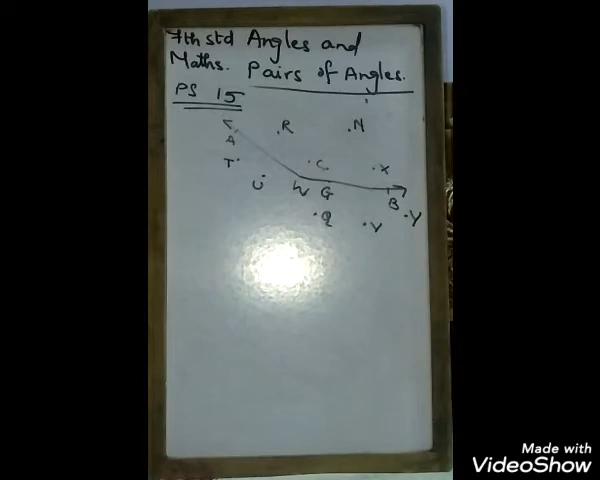 7th std Angles and
Maths. Pairs of Angles.
PS 15
R N
A
T C X
U W G B
Q V Y
Made with
VideoShow